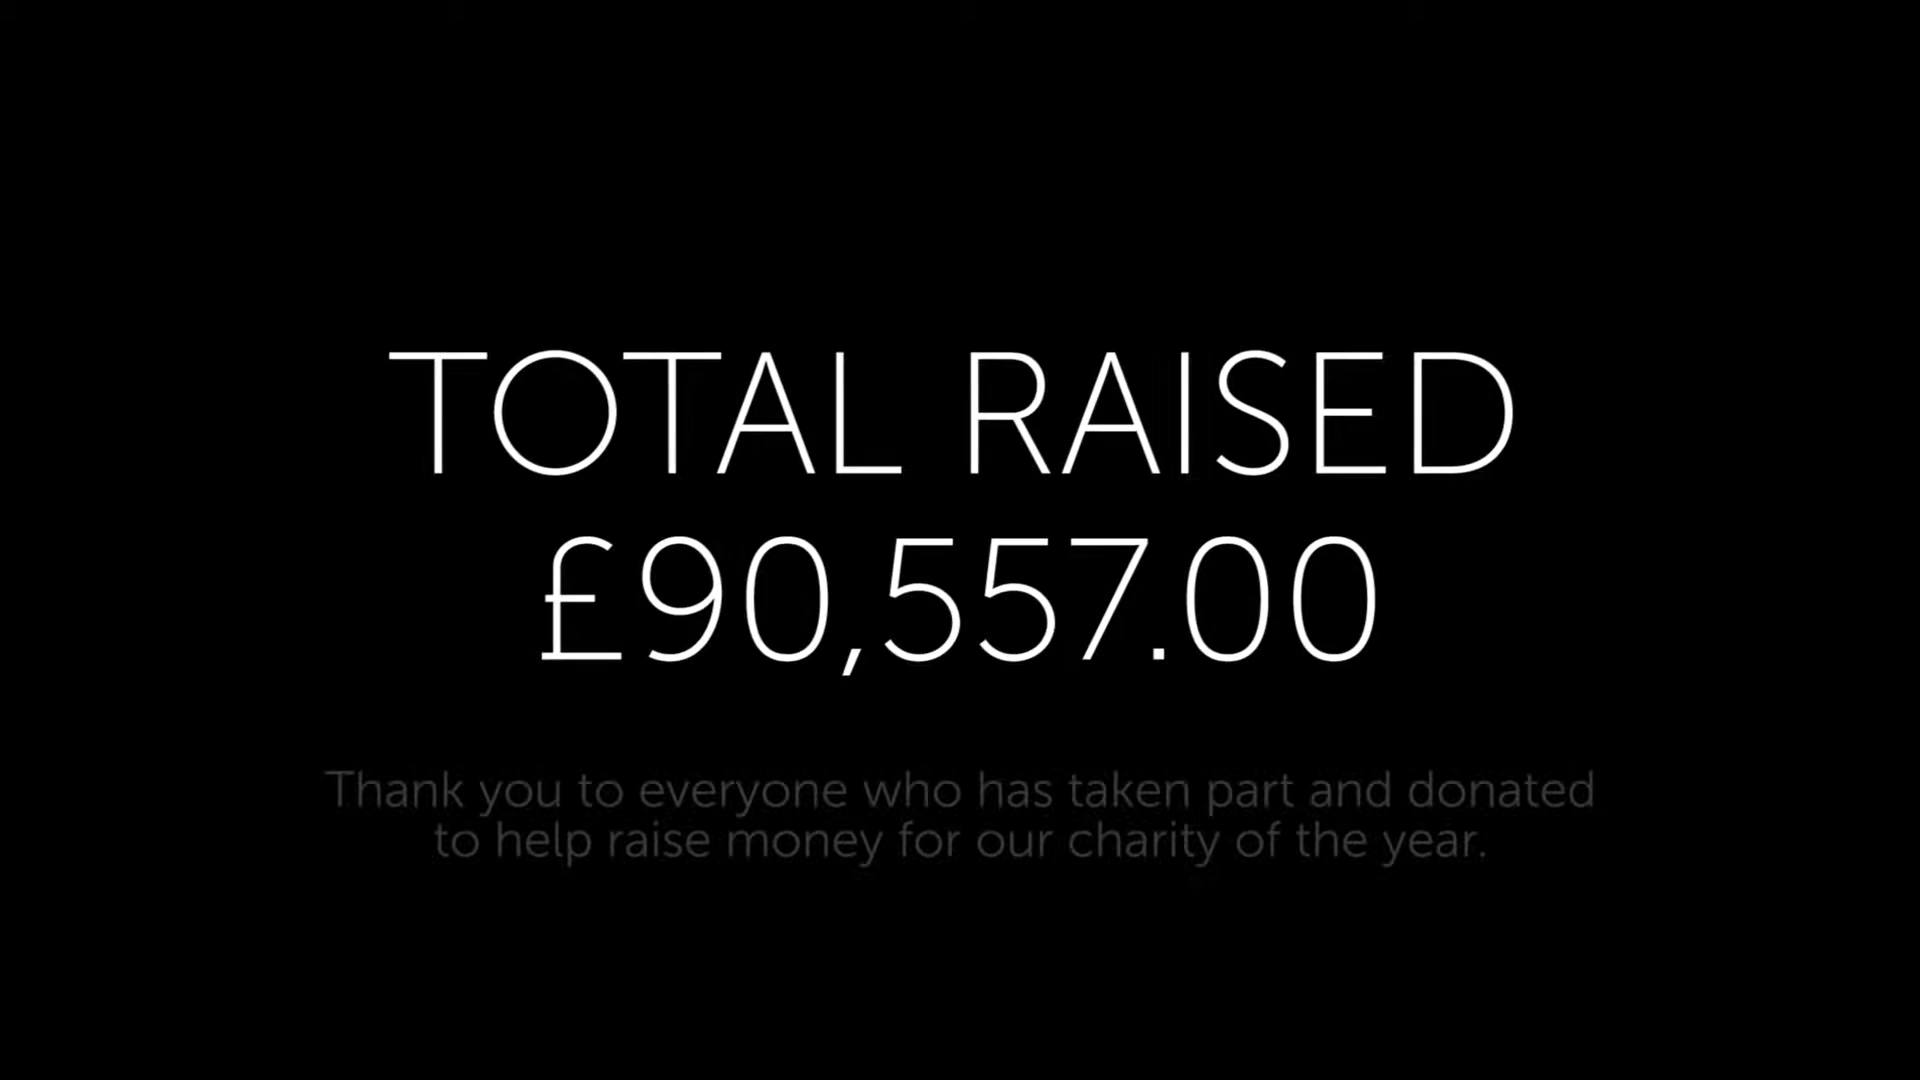 TOTAL RAISED
£90,557.00
Thank you to everyone who has taken part and donated
to help raise money for our charity of the year.